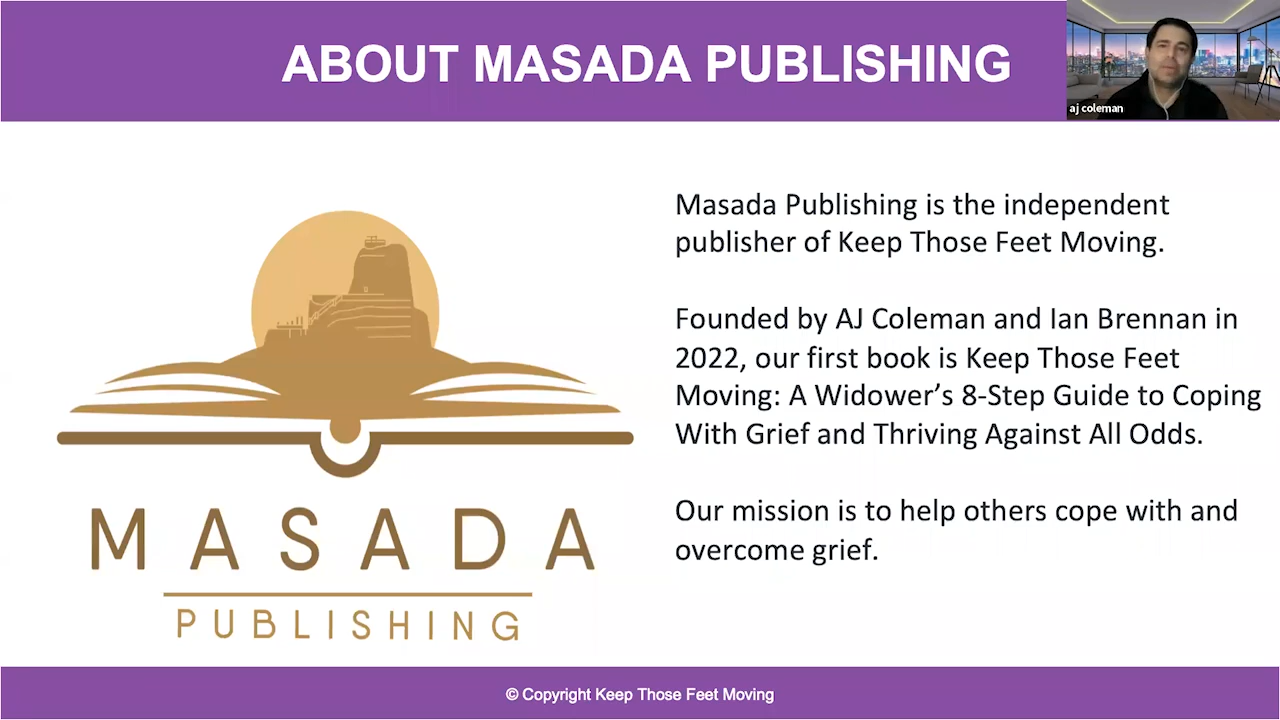 ABOUT MASADA PUBLISHING
aj coleman
Masada Publishing is the independent
publisher of Keep Those Feet Moving.
Founded by AJ Coleman and Ian Brennan in
2022, our first book is Keep Those Feet
Moving: A Widower’s 8-Step Guide to Coping
With Grief and Thriving Against All Odds.
Our mission is to help others cope with and
overcome grief.
MASADA
PUBLISHING
© Copyright Keep Those Feet Moving